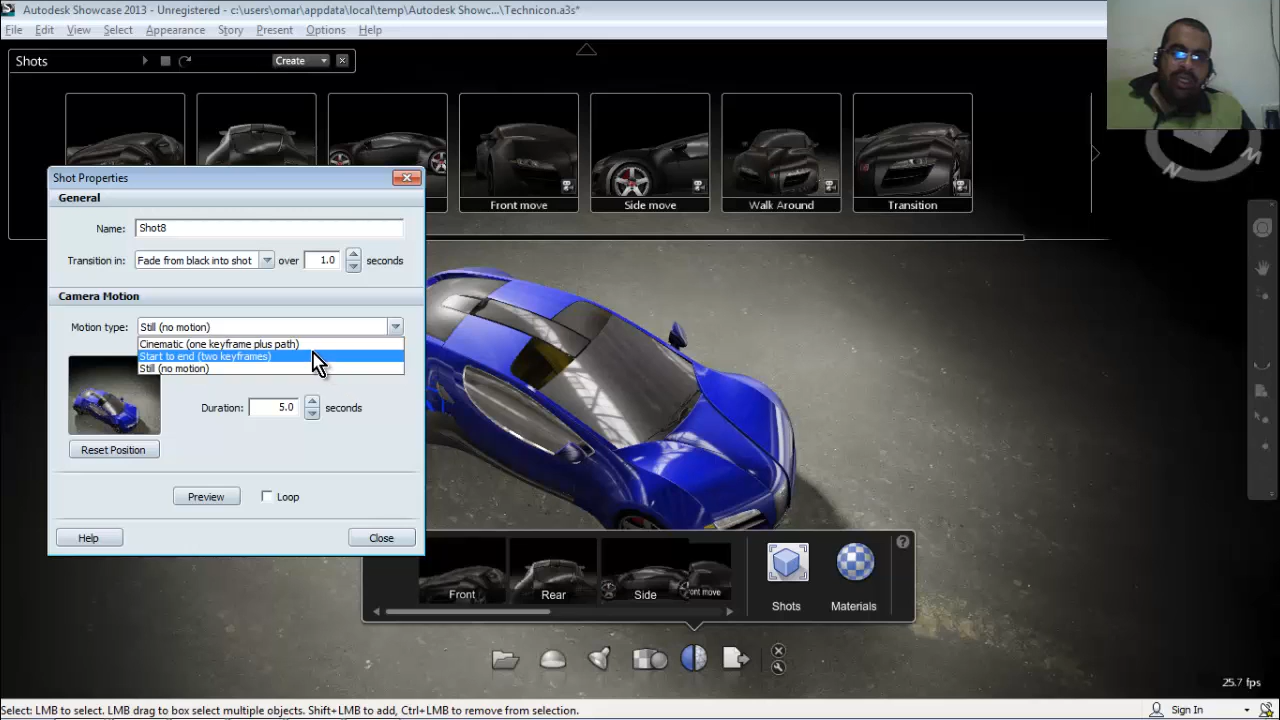 Autodesk Showcase 2013 - Unregistered - c:\users\omar\appdata\local\temp\Autodesk Showc...\Technicon.a3s*
File Edit View Select Appearance Story Present Options Help
Shots
Create
Front move
Side move
Walk Around
Transition
Shot Properties
General
Name: Shot8
Transition in: Fade from black into shot over 1.0 seconds
Camera Motion
Motion type: Still (no motion)
Cinematic (one keyframe plus path)
Start to end (two keyframes)
Still (no motion)
Duration: 5.0 seconds
Reset Position
Preview
Loop
Help
Close
Front
Rear
Side
ont move
Shots
Materials
?
N
M
25.7 fps
Select: LMB to select. LMB drag to box select multiple objects. Shift+LMB to add, Ctrl+LMB to remove from selection.
Sign In